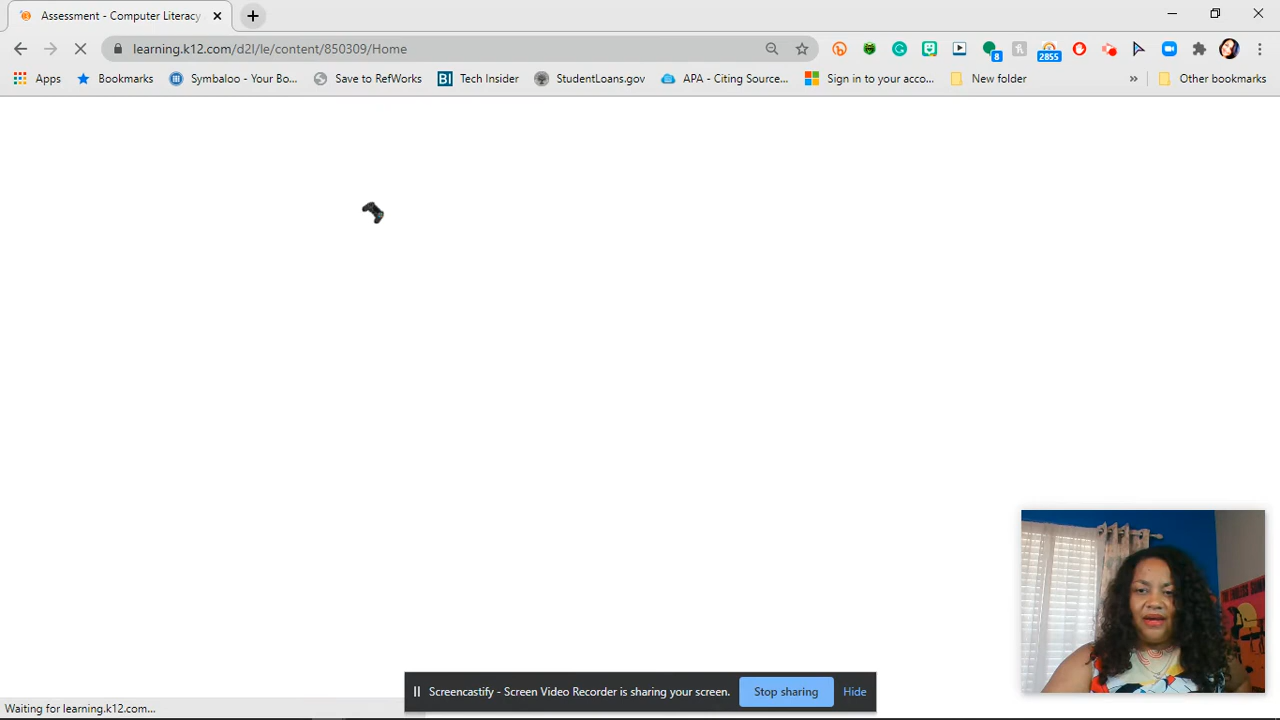 Assessment - Computer Literacy
learning.k12.com/d2l/le/content/850309/Home
8
2855
Apps
Bookmarks
Symbaloo - Your Bo...
Save to RefWorks
BI Tech Insider
StudentLoans.gov
APA - Citing Source...
Sign in to your acco...
New folder
»
Other bookmarks
Screencastify - Screen Video Recorder is sharing your screen.
Stop sharing
Hide
Waiting for learning.k12.com...